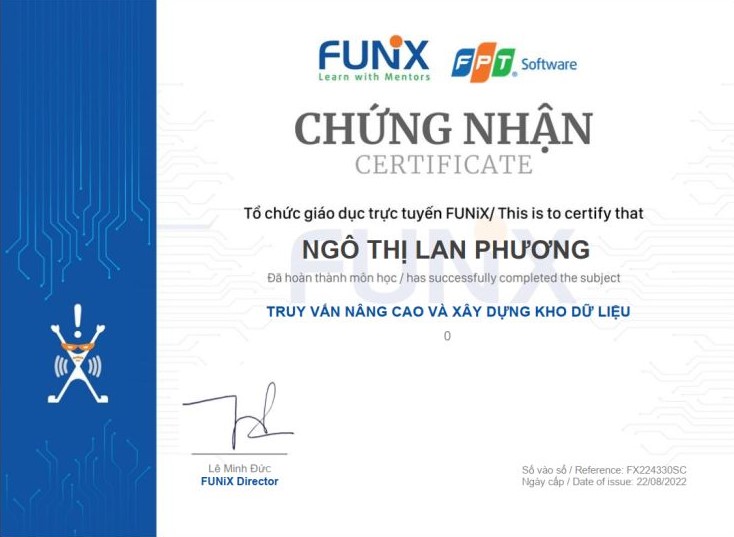 FUNiX
Learn with Mentors
FPT Software
CHỨNG NHẬN
CERTIFICATE
Tổ chức giáo dục trực tuyến FUNiX/ This is to certify that
NGÔ THỊ LAN PHƯƠNG
Đã hoàn thành môn học / has successfully completed the subject
TRUY VẤN NÂNG CAO VÀ XÂY DỰNG KHO DỮ LIỆU
0
Lê Minh Đức
FUNiX Director
Số vào sổ / Reference: FX224330SC
Ngày cấp / Date of issue: 22/08/2022